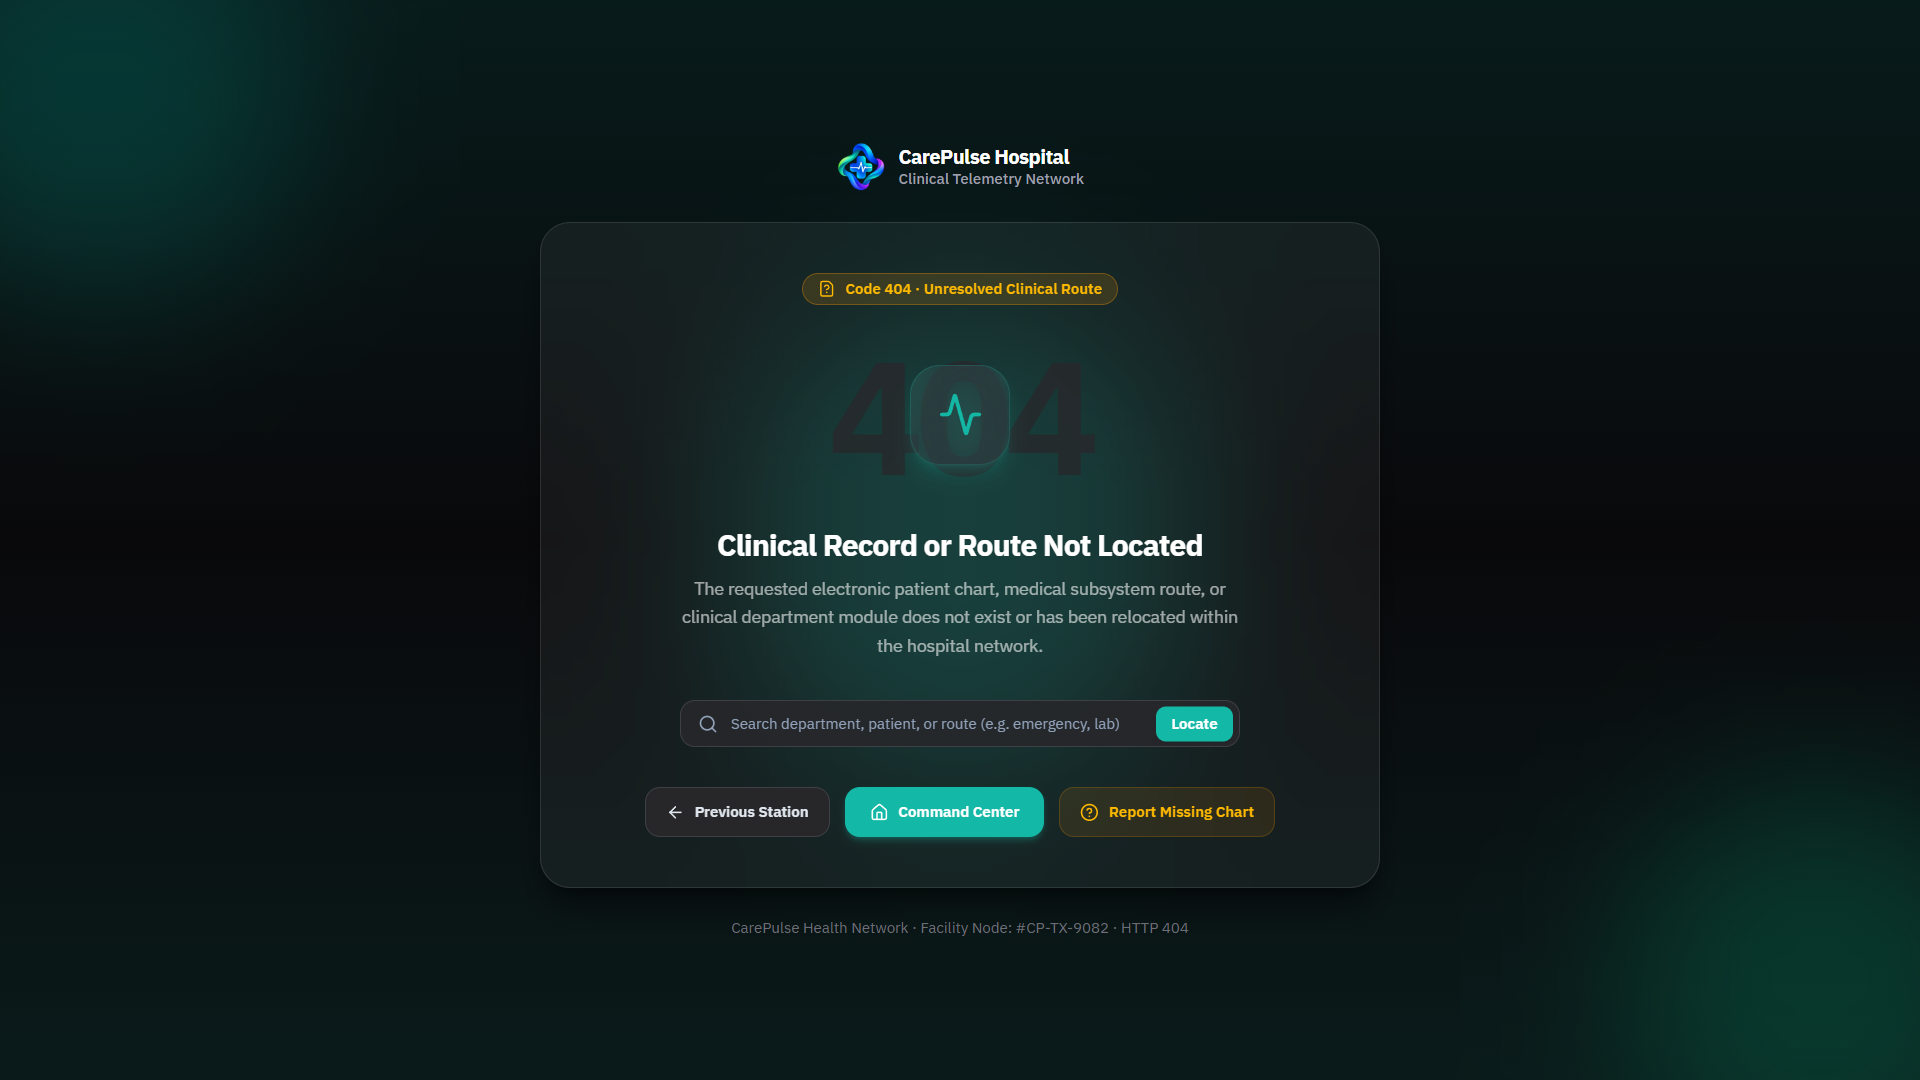 CarePulse Hospital
Clinical Telemetry Network
Code 404 · Unresolved Clinical Route
404
Clinical Record or Route Not Located
The requested electronic patient chart, medical subsystem route, or
clinical department module does not exist or has been relocated within
the hospital network.
Search department, patient, or route (e.g. emergency, lab)
Locate
Previous Station
Command Center
Report Missing Chart
CarePulse Health Network · Facility Node: #CP-TX-9082 · HTTP 404